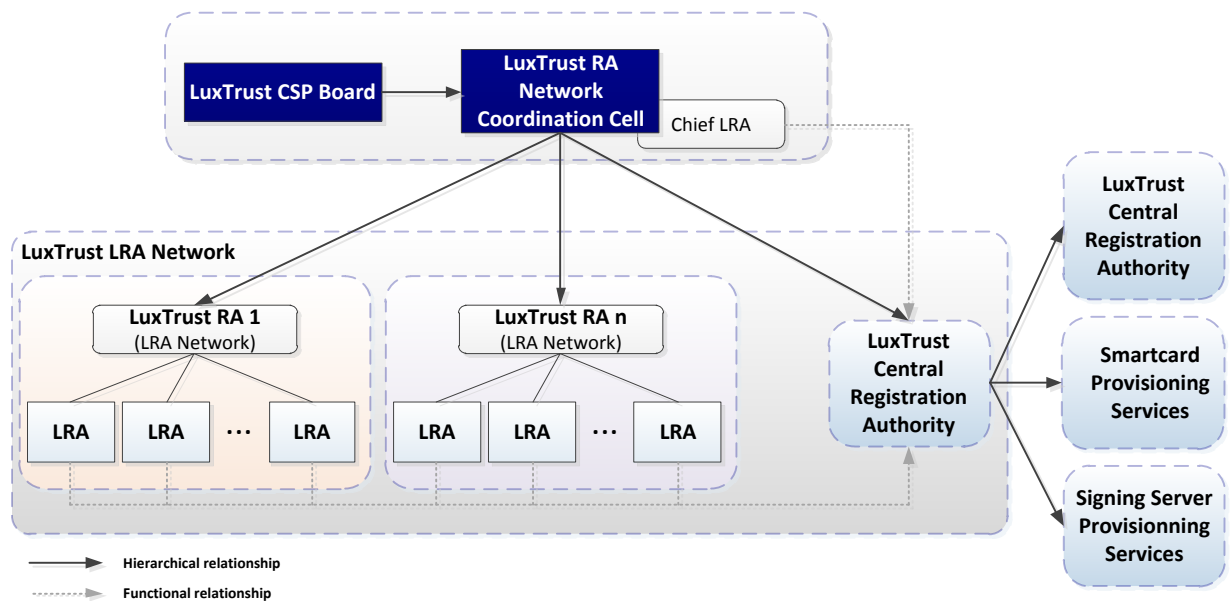 LuxTrust CSP Board
LuxTrust RA
Network
Coordination Cell
Chief LRA
LuxTrust LRA Network
LuxTrust RA 1
(LRA Network)
LRA
LRA
...
LRA
LuxTrust RA n
(LRA Network)
LRA
LRA
...
LRA
LuxTrust
Central
Registration
Authority
LuxTrust
Central
Registration
Authority
Smartcard
Provisioning
Services
Signing Server
Provisionning
Services
Hierarchical relationship
Functional relationship